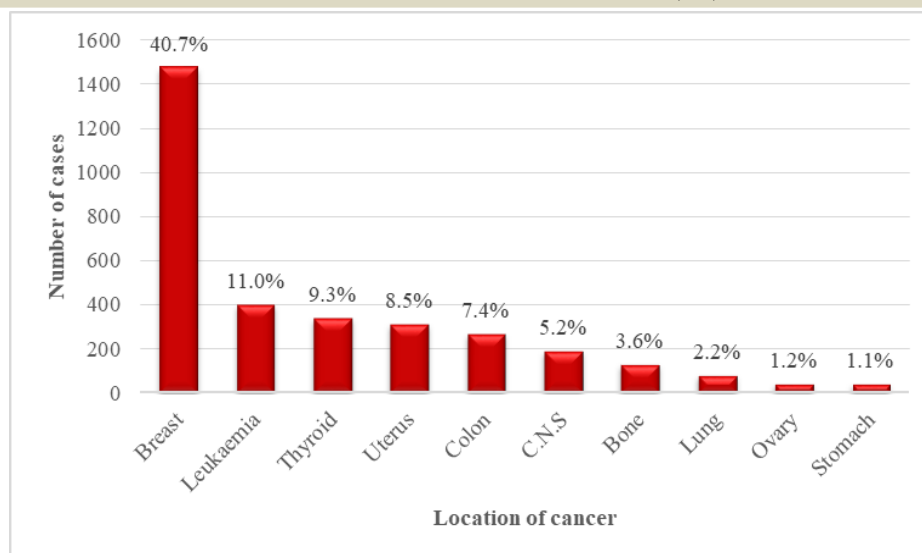 1600
1400
1200
1000
800
600
400
200
0
Number of cases
40.7%
11.0%
9.3%
8.5%
7.4%
5.2%
3.6%
2.2%
1.2%
1.1%
Breast
Leukaemia
Thyroid
Uterus
Colon
C.N.S
Bone
Lung
Ovary
Stomach
Location of cancer